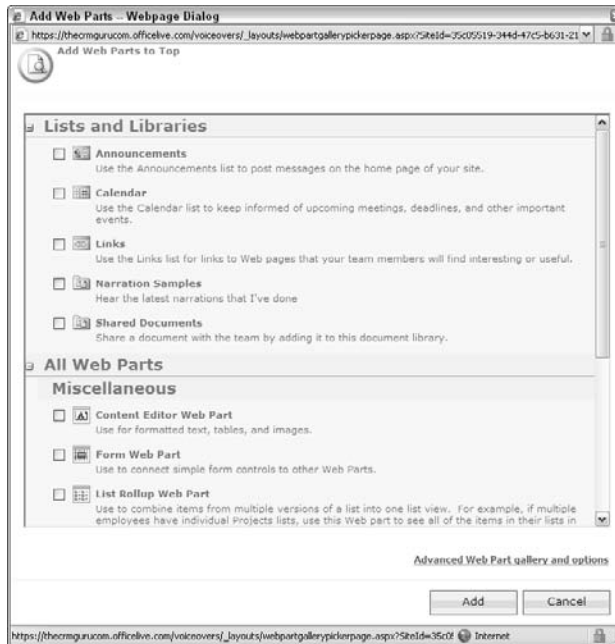 Add Web Parts -- Webpage Dialog
https://thecrmgurucom.officelive.com/voiceovers/_layouts/webpartgallerypickerpage.aspx?SiteId=35c05519-344d-47c5-b631-21
Add Web Parts to Top
Lists and Libraries
Announcements
Use the Announcements list to post messages on the home page of your site.
Calendar
Use the Calendar list to keep informed of upcoming meetings, deadlines, and other important
events.
Links
Use the Links list for links to Web pages that your team members will find interesting or useful.
Narration Samples
Hear the latest narrations that I've done
Shared Documents
Share a document with the team by adding it to this document library.
All Web Parts
Miscellaneous
Content Editor Web Part
Use for formatted text, tables, and images.
Form Web Part
Use to connect simple form controls to other Web Parts.
List Rollup Web Part
Use to combine items from multiple versions of a list into one list view. For example, if multiple
employees have individual Projects lists, use this Web part to see all of the items in their lists in
Advanced Web Part gallery and options
Add Cancel
https://thecrmgurucom.officelive.com/voiceovers/_layouts/webpartgallerypickerpage.aspx?SiteId=35c05 Internet